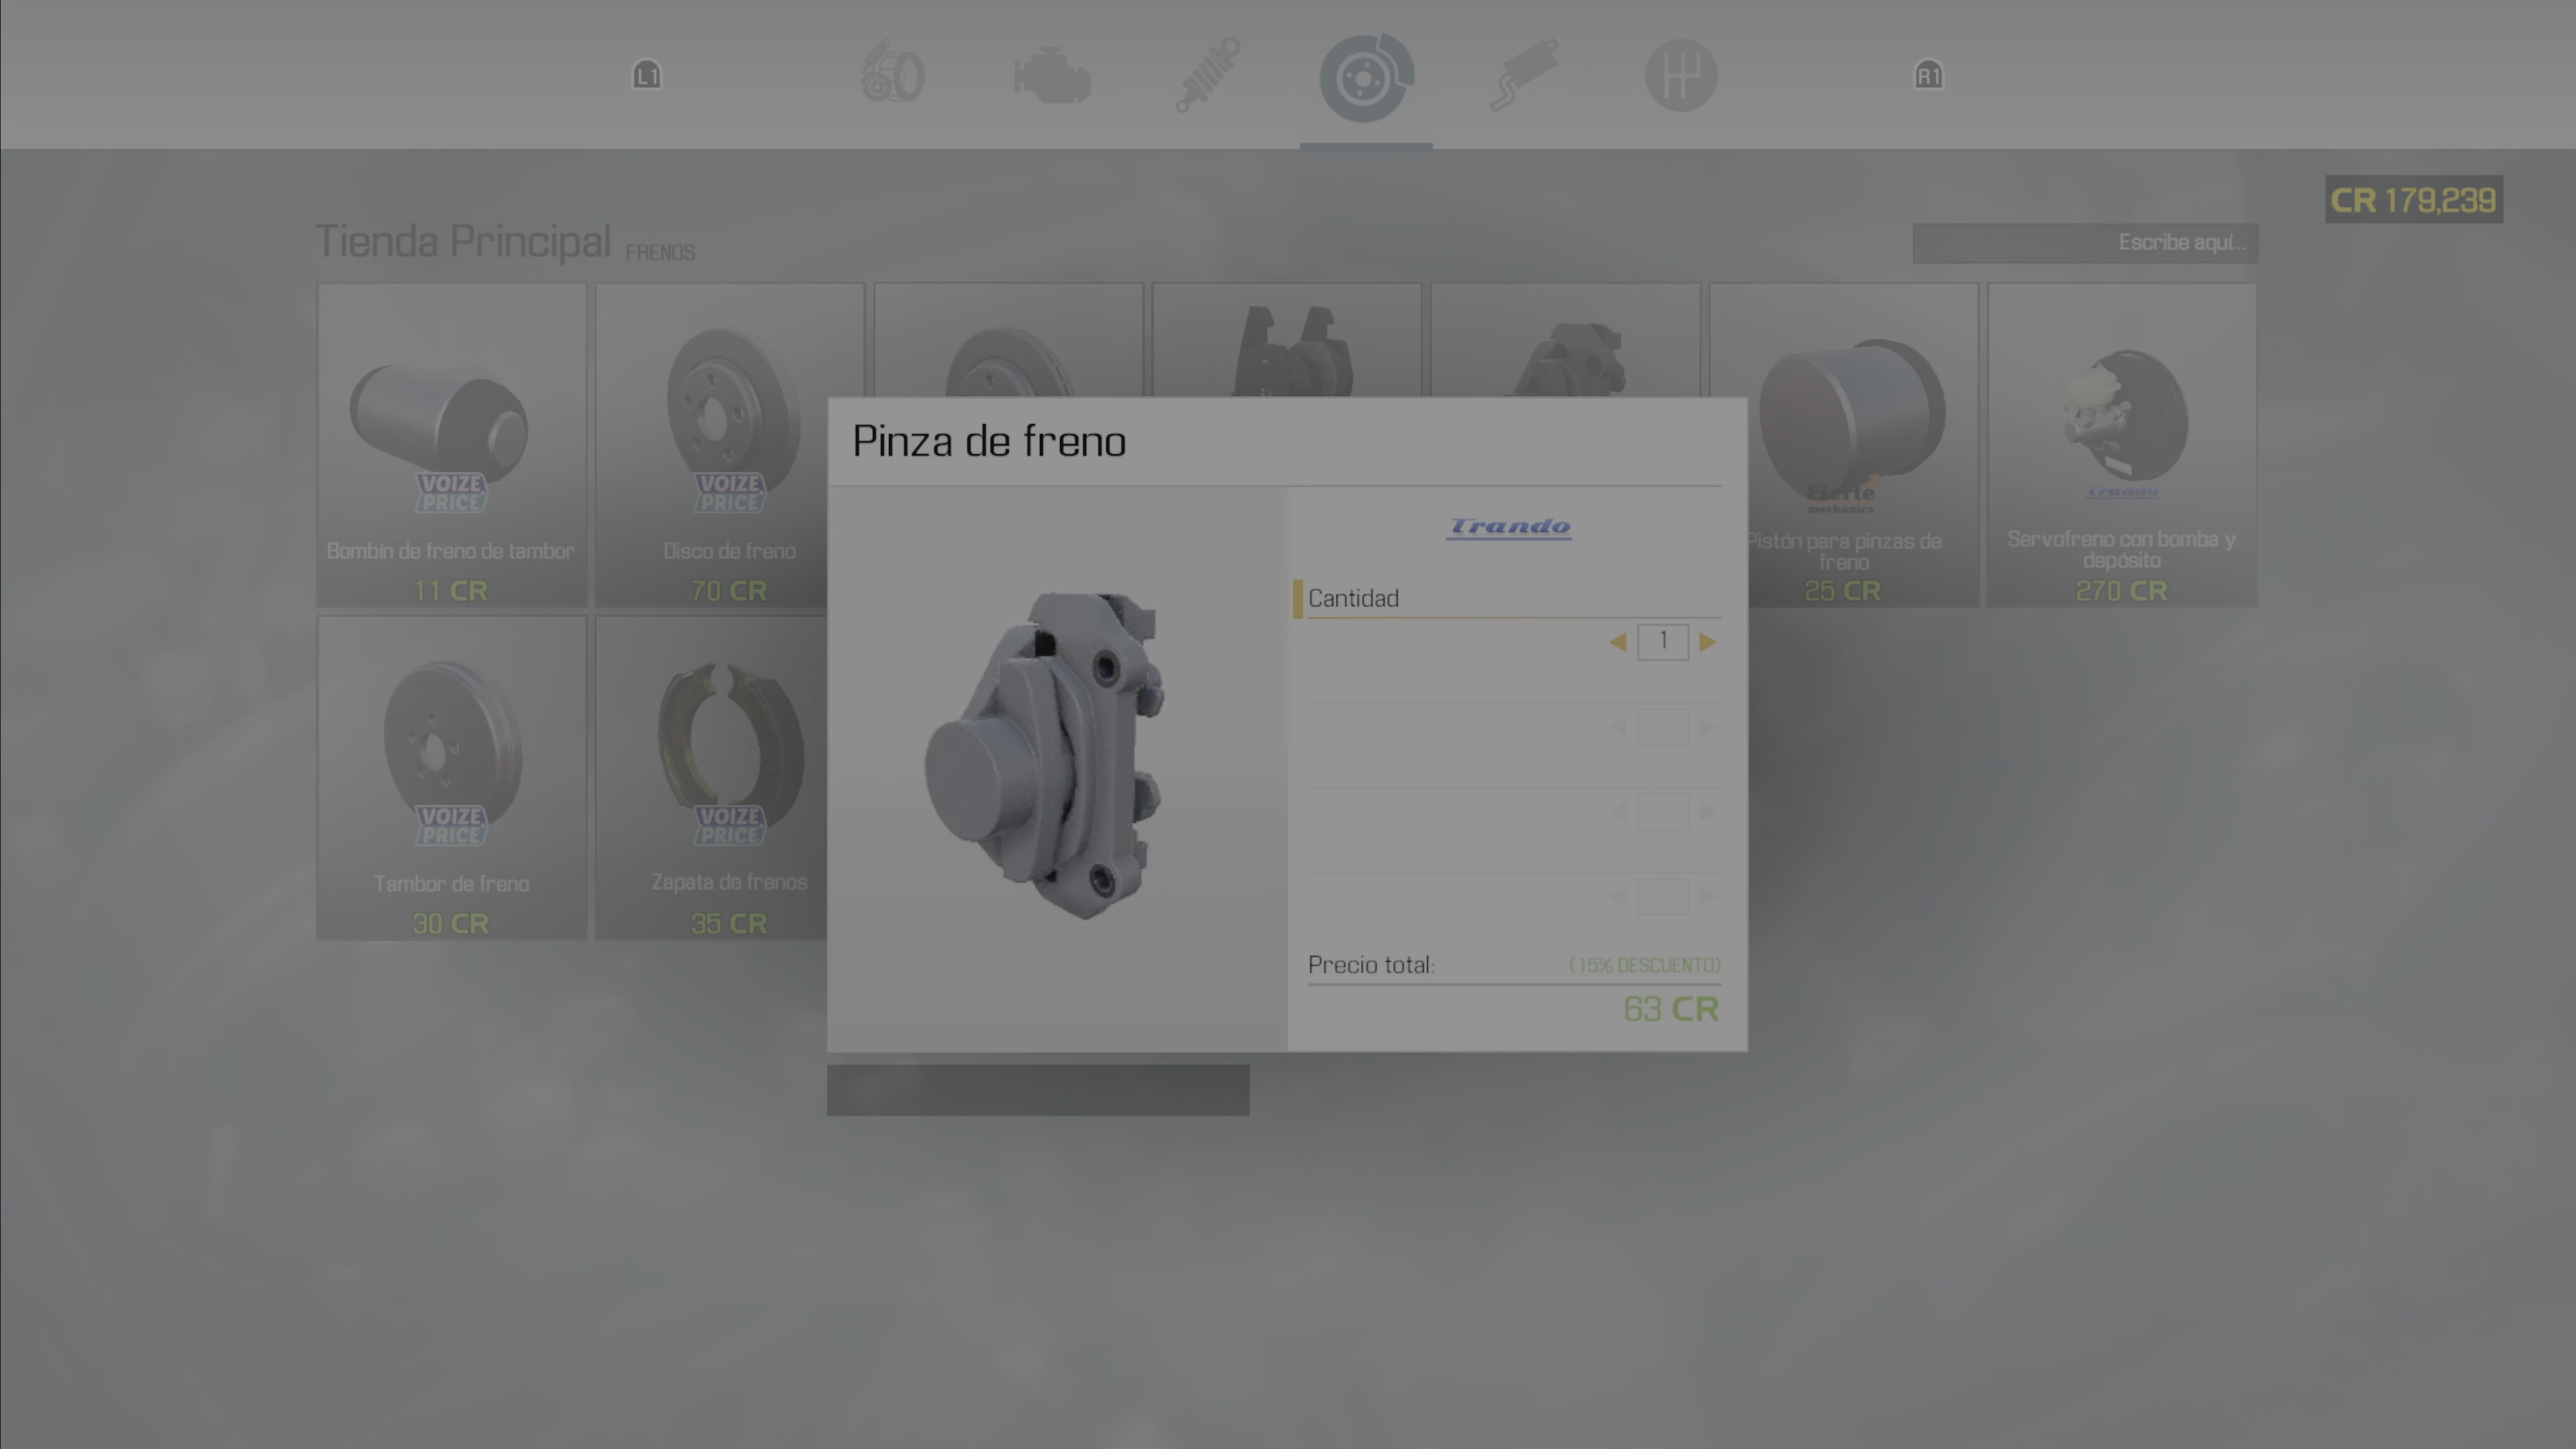 L1
R1
CR 179,239
Tienda Principal FRENOS
Escribe aquí...
VOIZE
PRICE
Bombín de freno de tambor
11 CR
VOIZE
PRICE
Disco de freno
70 CR
mechanics
Pistón para pinzas de
freno
25 CR
Trando
Servofreno con bomba y
depósito
270 CR
VOIZE
PRICE
Tambor de freno
30 CR
VOIZE
PRICE
Zapata de frenos
35 CR
Pinza de freno
Trando
Cantidad
1
Precio total:
(15% DESCUENTO)
63 CR